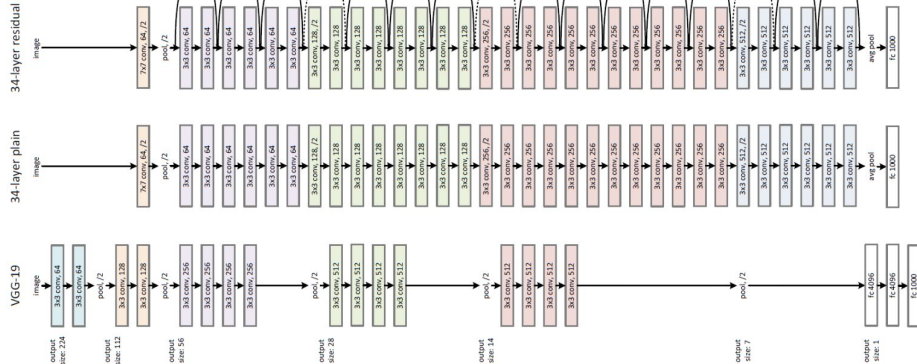 34-layer residual
image
7x7 conv, 64, /2
pool, /2
3x3 conv, 64
3x3 conv, 64
3x3 conv, 64
3x3 conv, 64
3x3 conv, 64
3x3 conv, 64
3x3 conv, 128, /2
3x3 conv, 128
3x3 conv, 128
3x3 conv, 128
3x3 conv, 128
3x3 conv, 128
3x3 conv, 128
3x3 conv, 128
3x3 conv, 256, /2
3x3 conv, 256
3x3 conv, 256
3x3 conv, 256
3x3 conv, 256
3x3 conv, 256
3x3 conv, 256
3x3 conv, 256
3x3 conv, 256
3x3 conv, 256
3x3 conv, 256
3x3 conv, 256
3x3 conv, 512, /2
3x3 conv, 512
3x3 conv, 512
3x3 conv, 512
3x3 conv, 512
3x3 conv, 512
avg pool
fc 1000
34-layer plain
image
7x7 conv, 64, /2
pool, /2
3x3 conv, 64
3x3 conv, 64
3x3 conv, 64
3x3 conv, 64
3x3 conv, 64
3x3 conv, 64
3x3 conv, 128, /2
3x3 conv, 128
3x3 conv, 128
3x3 conv, 128
3x3 conv, 128
3x3 conv, 128
3x3 conv, 128
3x3 conv, 128
3x3 conv, 256, /2
3x3 conv, 256
3x3 conv, 256
3x3 conv, 256
3x3 conv, 256
3x3 conv, 256
3x3 conv, 256
3x3 conv, 256
3x3 conv, 256
3x3 conv, 256
3x3 conv, 256
3x3 conv, 256
3x3 conv, 512, /2
3x3 conv, 512
3x3 conv, 512
3x3 conv, 512
3x3 conv, 512
3x3 conv, 512
avg pool
fc 1000
VGG-19
image
3x3 conv, 64
3x3 conv, 64
pool, /2
3x3 conv, 128
3x3 conv, 128
pool, /2
3x3 conv, 256
3x3 conv, 256
3x3 conv, 256
3x3 conv, 256
pool, /2
3x3 conv, 512
3x3 conv, 512
3x3 conv, 512
3x3 conv, 512
pool, /2
3x3 conv, 512
3x3 conv, 512
3x3 conv, 512
3x3 conv, 512
pool, /2
fc 4096
fc 4096
fc 1000
output
size: 224
output
size: 112
output
size: 56
output
size: 28
output
size: 14
output
size: 7
output
size: 1